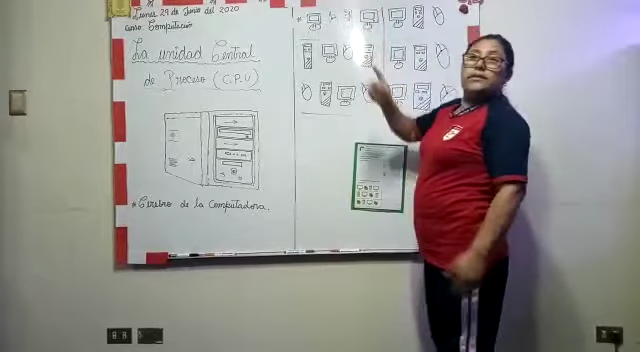 Lunes 29 de Junio del 2020
Curso: Computación
La unidad Central
de Proceso (C.P.U)
* Cerebro de la Computadora.